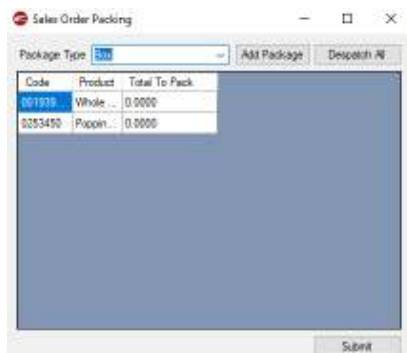 Sales Order Packing
Package Type Box Add Package Despatch All
Code Product Total To Pack
001939... Whole ... 0.0000
0253450 Poppin... 0.0000
Submit